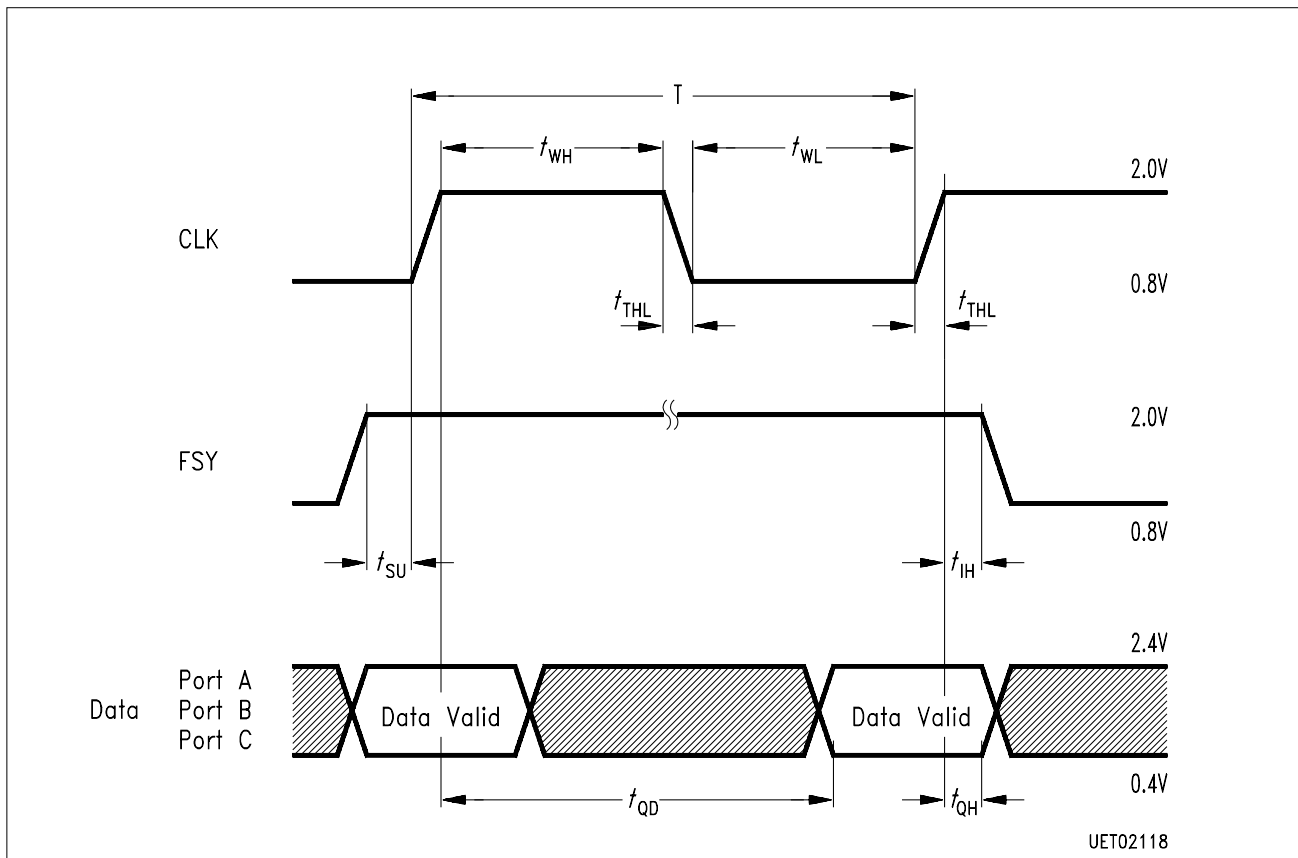 T
tWH
tWL
2.0V
CLK
0.8V
tTHL
tTHL
2.0V
FSY
0.8V
tSU
tIH
2.4V
Port A
Data Port B
Port C
Data Valid
Data Valid
0.4V
tQD
tQH
UET02118